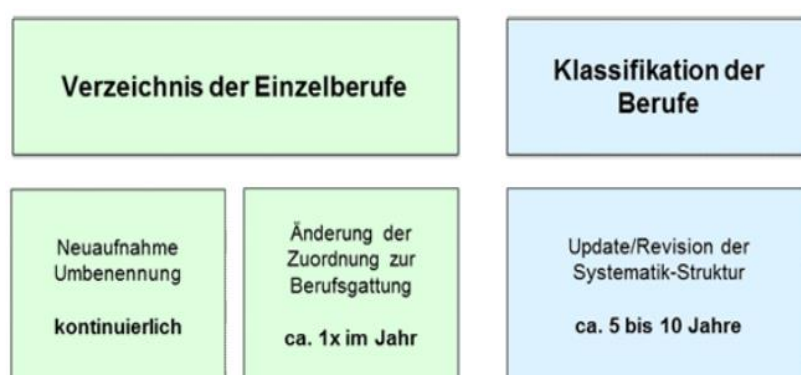 Verzeichnis der Einzelberufe
Klassifikation der
Berufe
Neuaufnahme
Umbenennung
kontinuierlich
Änderung der
Zuordnung zur
Berufsgattung
ca. 1x im Jahr
Update/Revision der
Systematik-Struktur
ca. 5 bis 10 Jahre